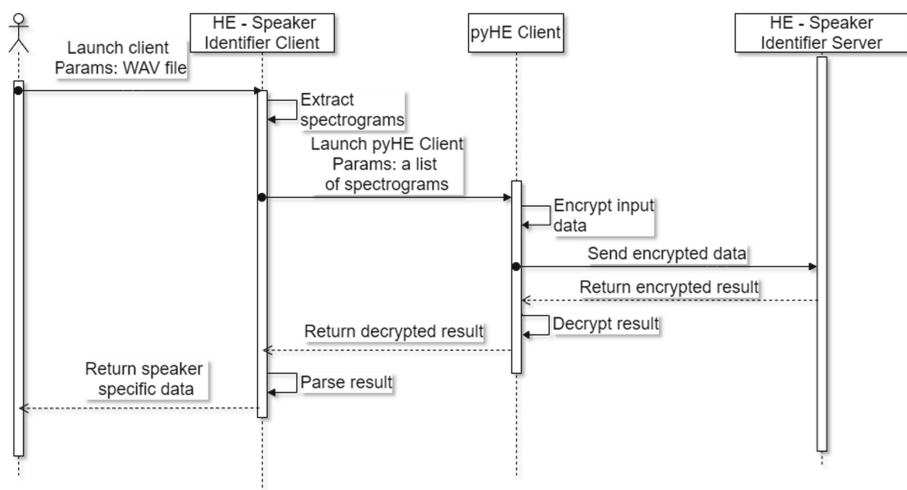 HE - Speaker
Identifier Client
pyHE Client
HE - Speaker
Identifier Server
Launch client
Params: WAV file
Extract
spectrograms
Launch pyHE Client
Params: a list
of spectrograms
Encrypt input
data
Send encrypted data
Return encrypted result
Decrypt result
Return decrypted result
Parse result
Return speaker
specific data